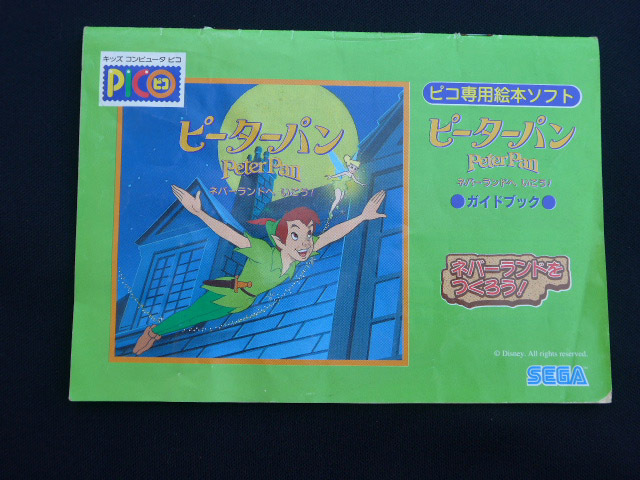 キッズ コンピュータ ピコ
PiCO ピコ
ピーターパン
Peter Pan
ネバーランドへ いこう!
ピコ専用絵本ソフト
ピーターパン
Peter Pan
ネバーランドへ いこう!
●ガイドブック●
ネバーランドを
つくろう!
© Disney. All rights reserved.
SEGA